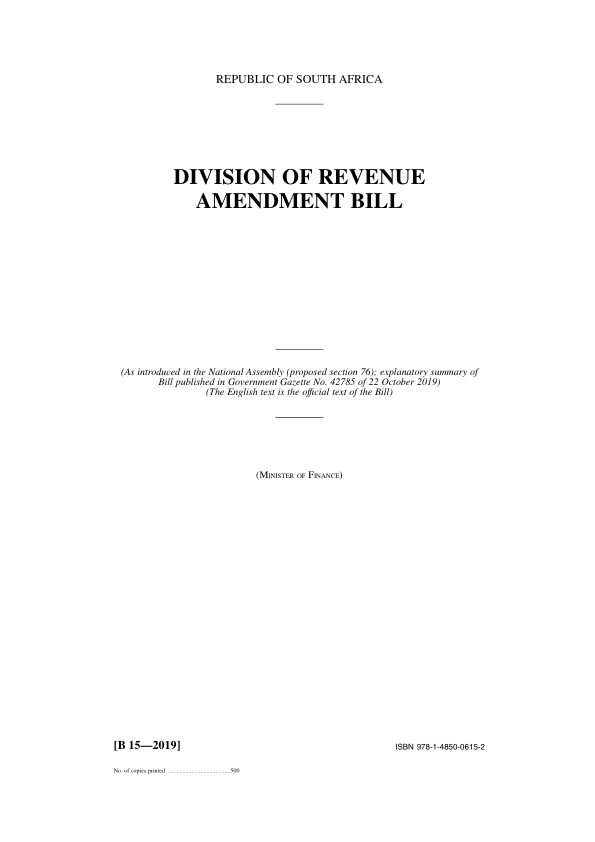 REPUBLIC OF SOUTH AFRICA
DIVISION OF REVENUE
AMENDMENT BILL
(As introduced in the National Assembly (proposed section 76); explanatory summary of
Bill published in Government Gazette No. 42785 of 22 October 2019)
(The English text is the official text of the Bill)
(Minister of Finance)
[B 15—2019]
ISBN 978-1-4850-0615-2
No. of copies printed .......................................500